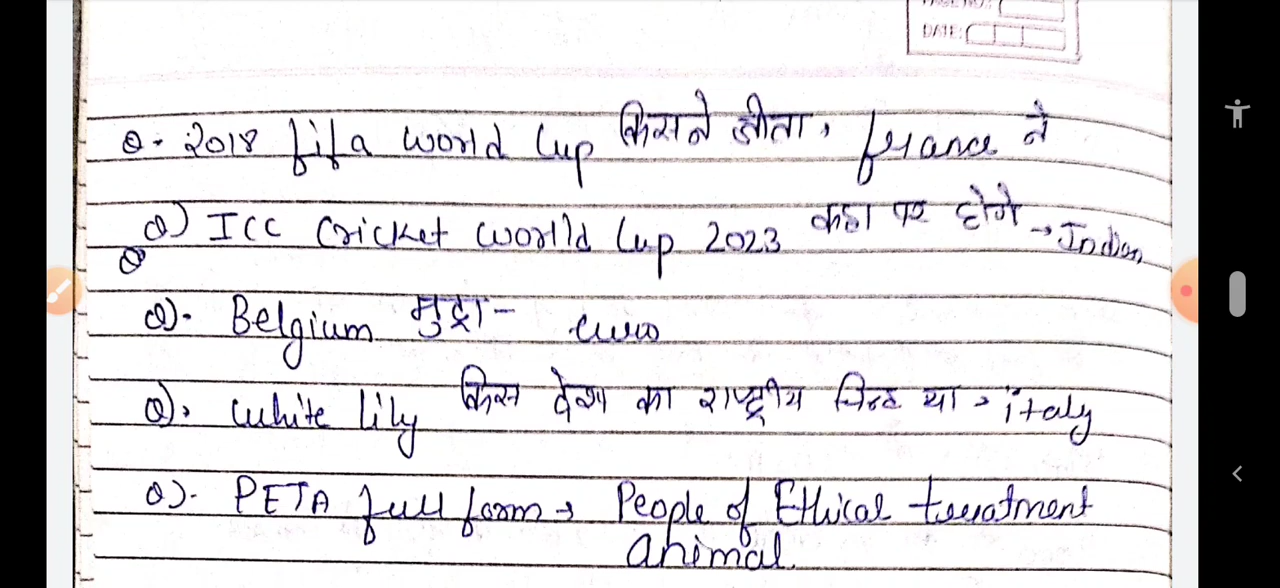 DATE:
Q. 2018 fifa world Cup किसने जीता, france ने
Q) ICC Cricket world Cup 2023 कहा पर होगे → Indian
Q
Q). Belgium मुद्रा - euro
Q). white lily किस देश का राष्ट्रीय चिन्ह था → italy
Q). PETA full form → People of Ethical treatment
animal